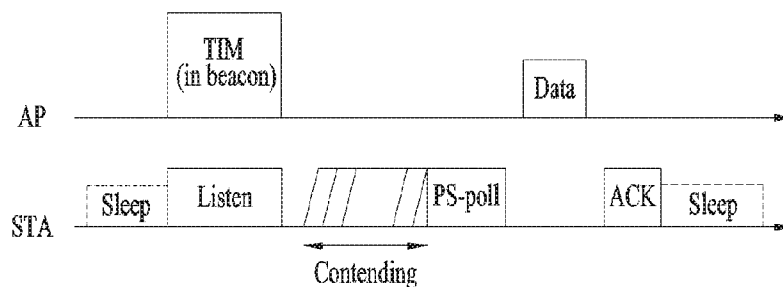 TIM
(in beacon)
Data
AP
Sleep
Listen
PS-poll
ACK
Sleep
STA
Contending